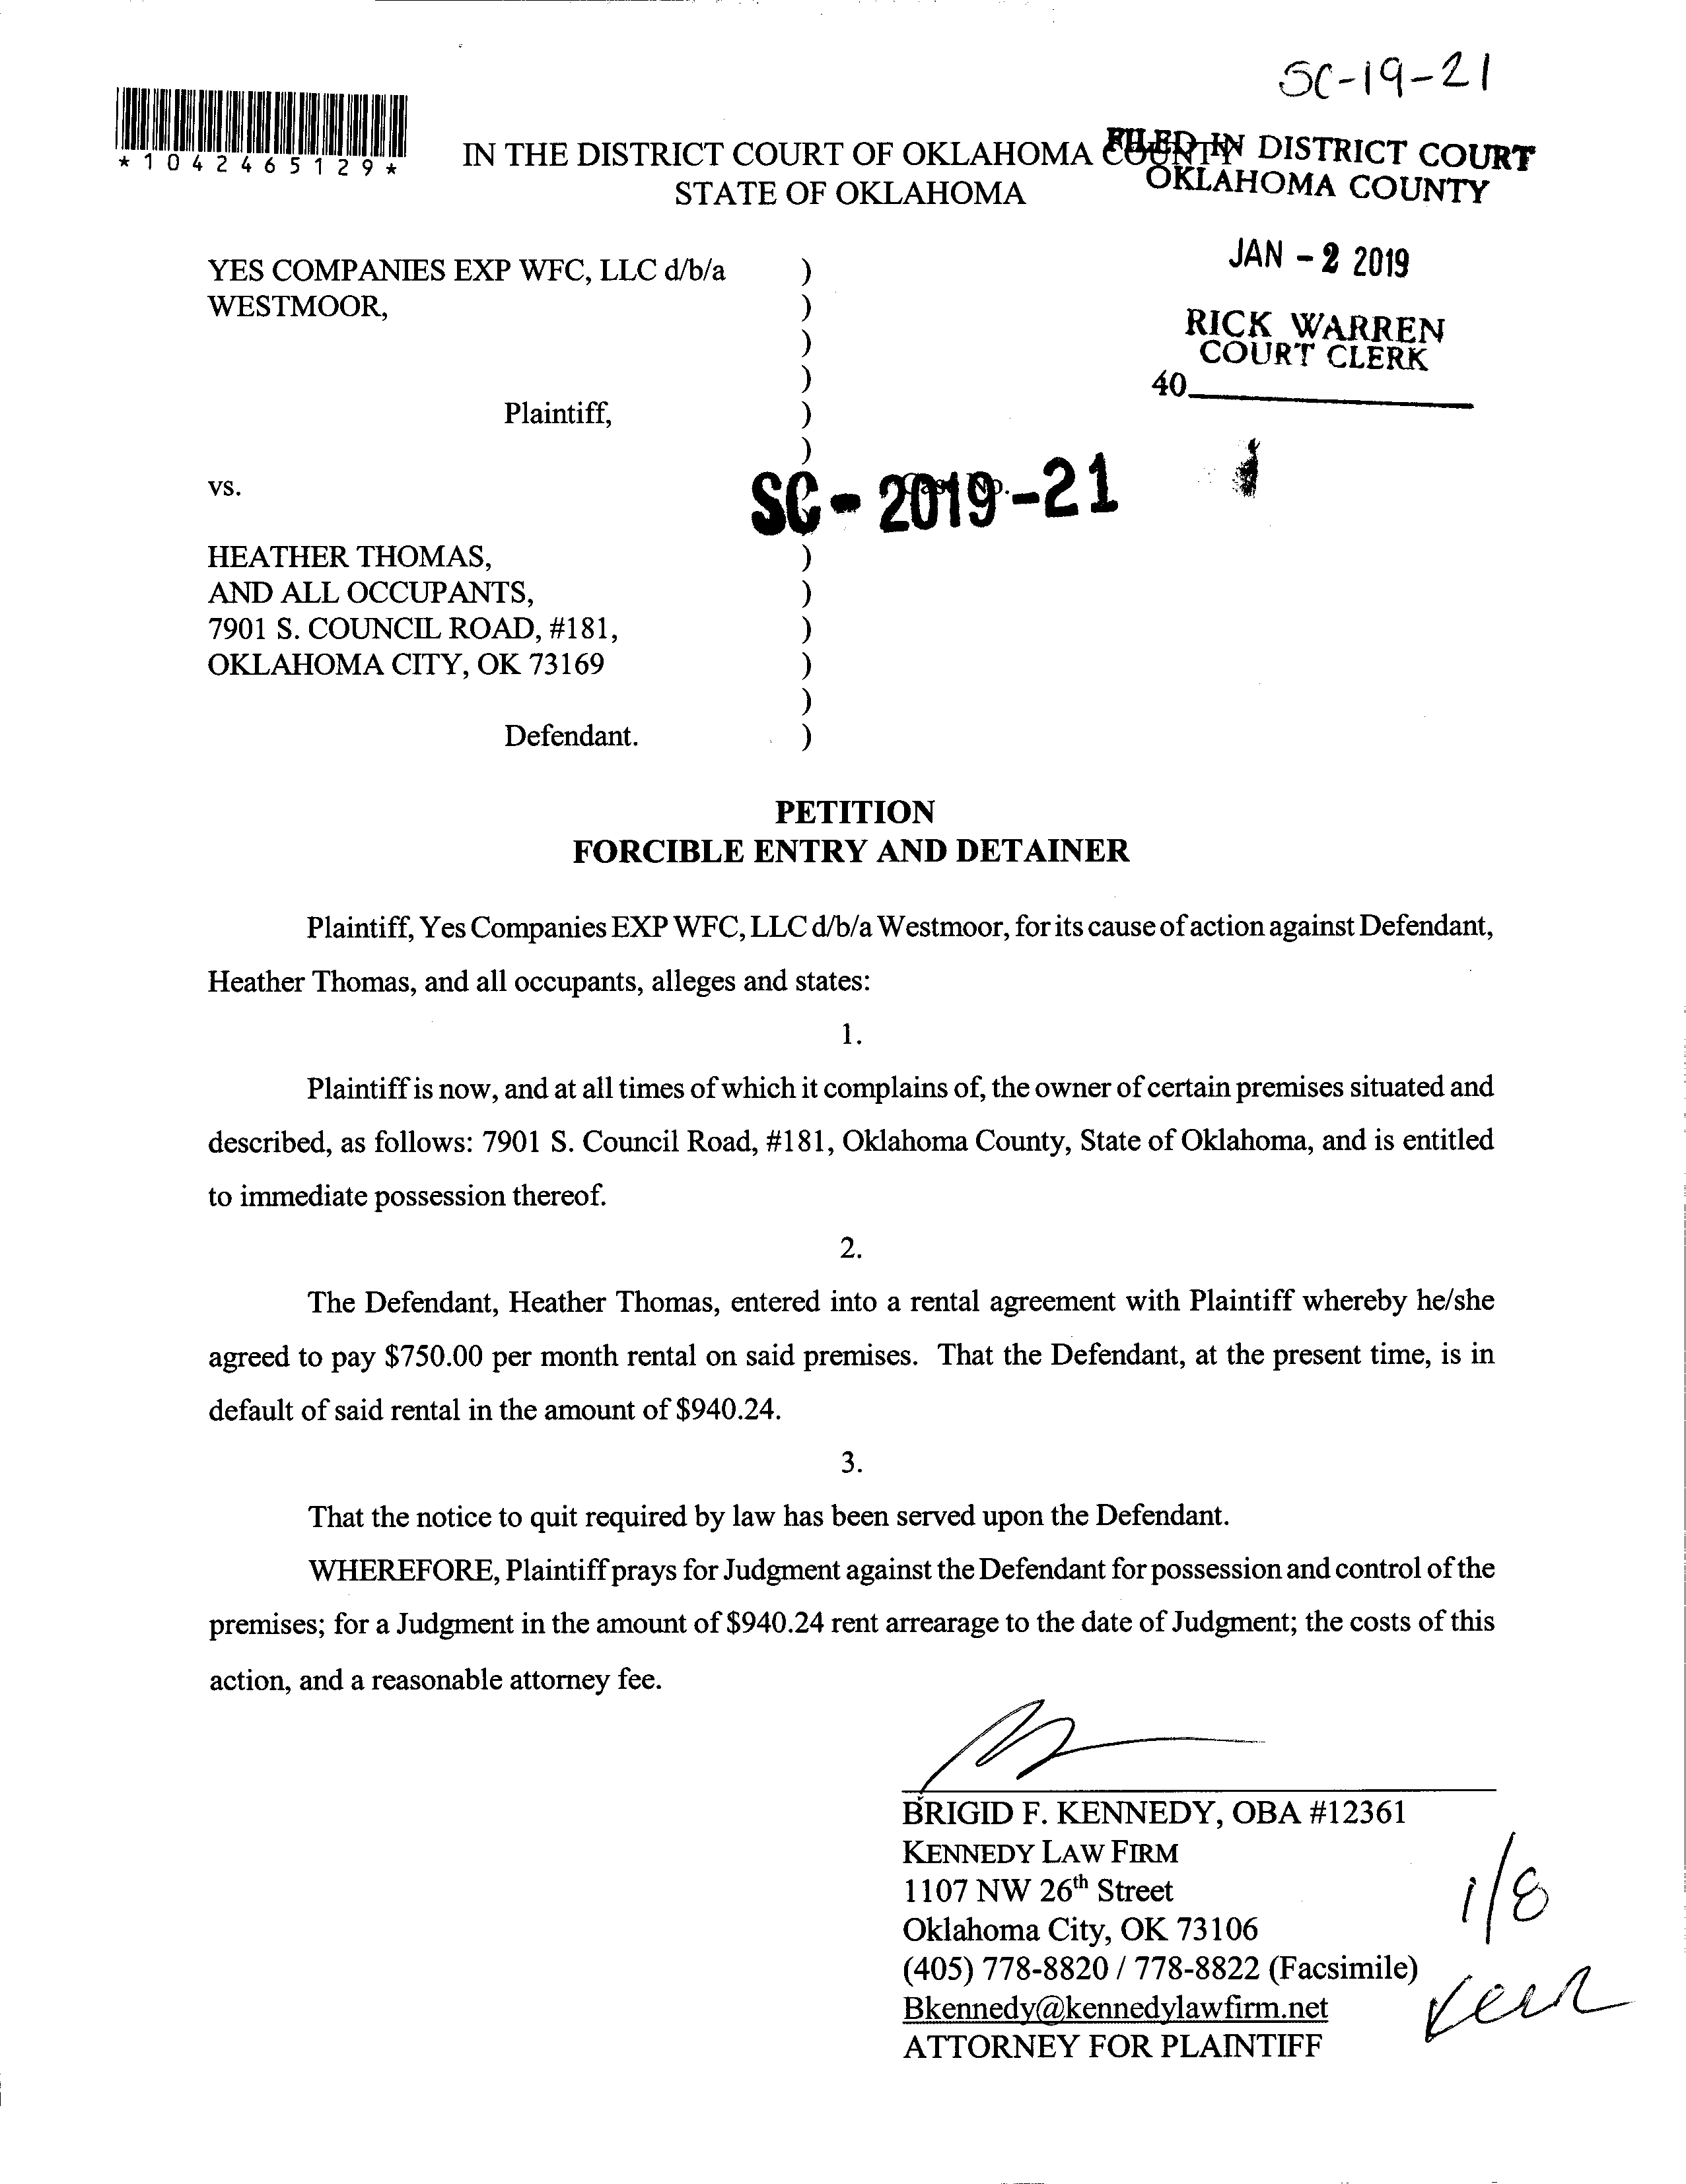 SC-19-21
*1042465129*
IN THE DISTRICT COURT OF OKLAHOMA COUNTY
STATE OF OKLAHOMA
FILED IN DISTRICT COURT
OKLAHOMA COUNTY
JAN - 2 2019
RICK WARREN
COURT CLERK
40
YES COMPANIES EXP WFC, LLC d/b/a )
WESTMOOR, )
)
)
Plaintiff, )
)
vs. Case No.
SC - 2019 - 21
HEATHER THOMAS, )
AND ALL OCCUPANTS, )
7901 S. COUNCIL ROAD, #181, )
OKLAHOMA CITY, OK 73169 )
)
Defendant. )
PETITION
FORCIBLE ENTRY AND DETAINER
Plaintiff, Yes Companies EXP WFC, LLC d/b/a Westmoor, for its cause of action against Defendant,
Heather Thomas, and all occupants, alleges and states:
1.
Plaintiff is now, and at all times of which it complains of, the owner of certain premises situated and
described, as follows: 7901 S. Council Road, #181, Oklahoma County, State of Oklahoma, and is entitled
to immediate possession thereof.
2.
The Defendant, Heather Thomas, entered into a rental agreement with Plaintiff whereby he/she
agreed to pay $750.00 per month rental on said premises. That the Defendant, at the present time, is in
default of said rental in the amount of $940.24.
3.
That the notice to quit required by law has been served upon the Defendant.
WHEREFORE, Plaintiff prays for Judgment against the Defendant for possession and control of the
premises; for a Judgment in the amount of $940.24 rent arrearage to the date of Judgment; the costs of this
action, and a reasonable attorney fee.
BRIGID F. KENNEDY, OBA #12361
KENNEDY LAW FIRM
1107 NW 26th Street
Oklahoma City, OK 73106
(405) 778-8820 / 778-8822 (Facsimile)
Bkennedy@kennedylawfirm.net
ATTORNEY FOR PLAINTIFF
1/8
Kerr